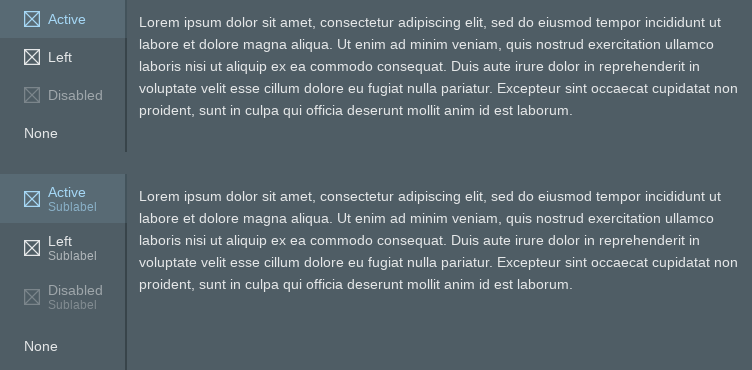 Active
Left
Disabled
None
Lorem ipsum dolor sit amet, consectetur adipiscing elit, sed do eiusmod tempor incididunt ut
labore et dolore magna aliqua. Ut enim ad minim veniam, quis nostrud exercitation ullamco
laboris nisi ut aliquip ex ea commodo consequat. Duis aute irure dolor in reprehenderit in
voluptate velit esse cillum dolore eu fugiat nulla pariatur. Excepteur sint occaecat cupidatat non
proident, sunt in culpa qui officia deserunt mollit anim id est laborum.
Active
Sublabel
Left
Sublabel
Disabled
Sublabel
None
Lorem ipsum dolor sit amet, consectetur adipiscing elit, sed do eiusmod tempor incididunt ut
labore et dolore magna aliqua. Ut enim ad minim veniam, quis nostrud exercitation ullamco
laboris nisi ut aliquip ex ea commodo consequat. Duis aute irure dolor in reprehenderit in
voluptate velit esse cillum dolore eu fugiat nulla pariatur. Excepteur sint occaecat cupidatat non
proident, sunt in culpa qui officia deserunt mollit anim id est laborum.